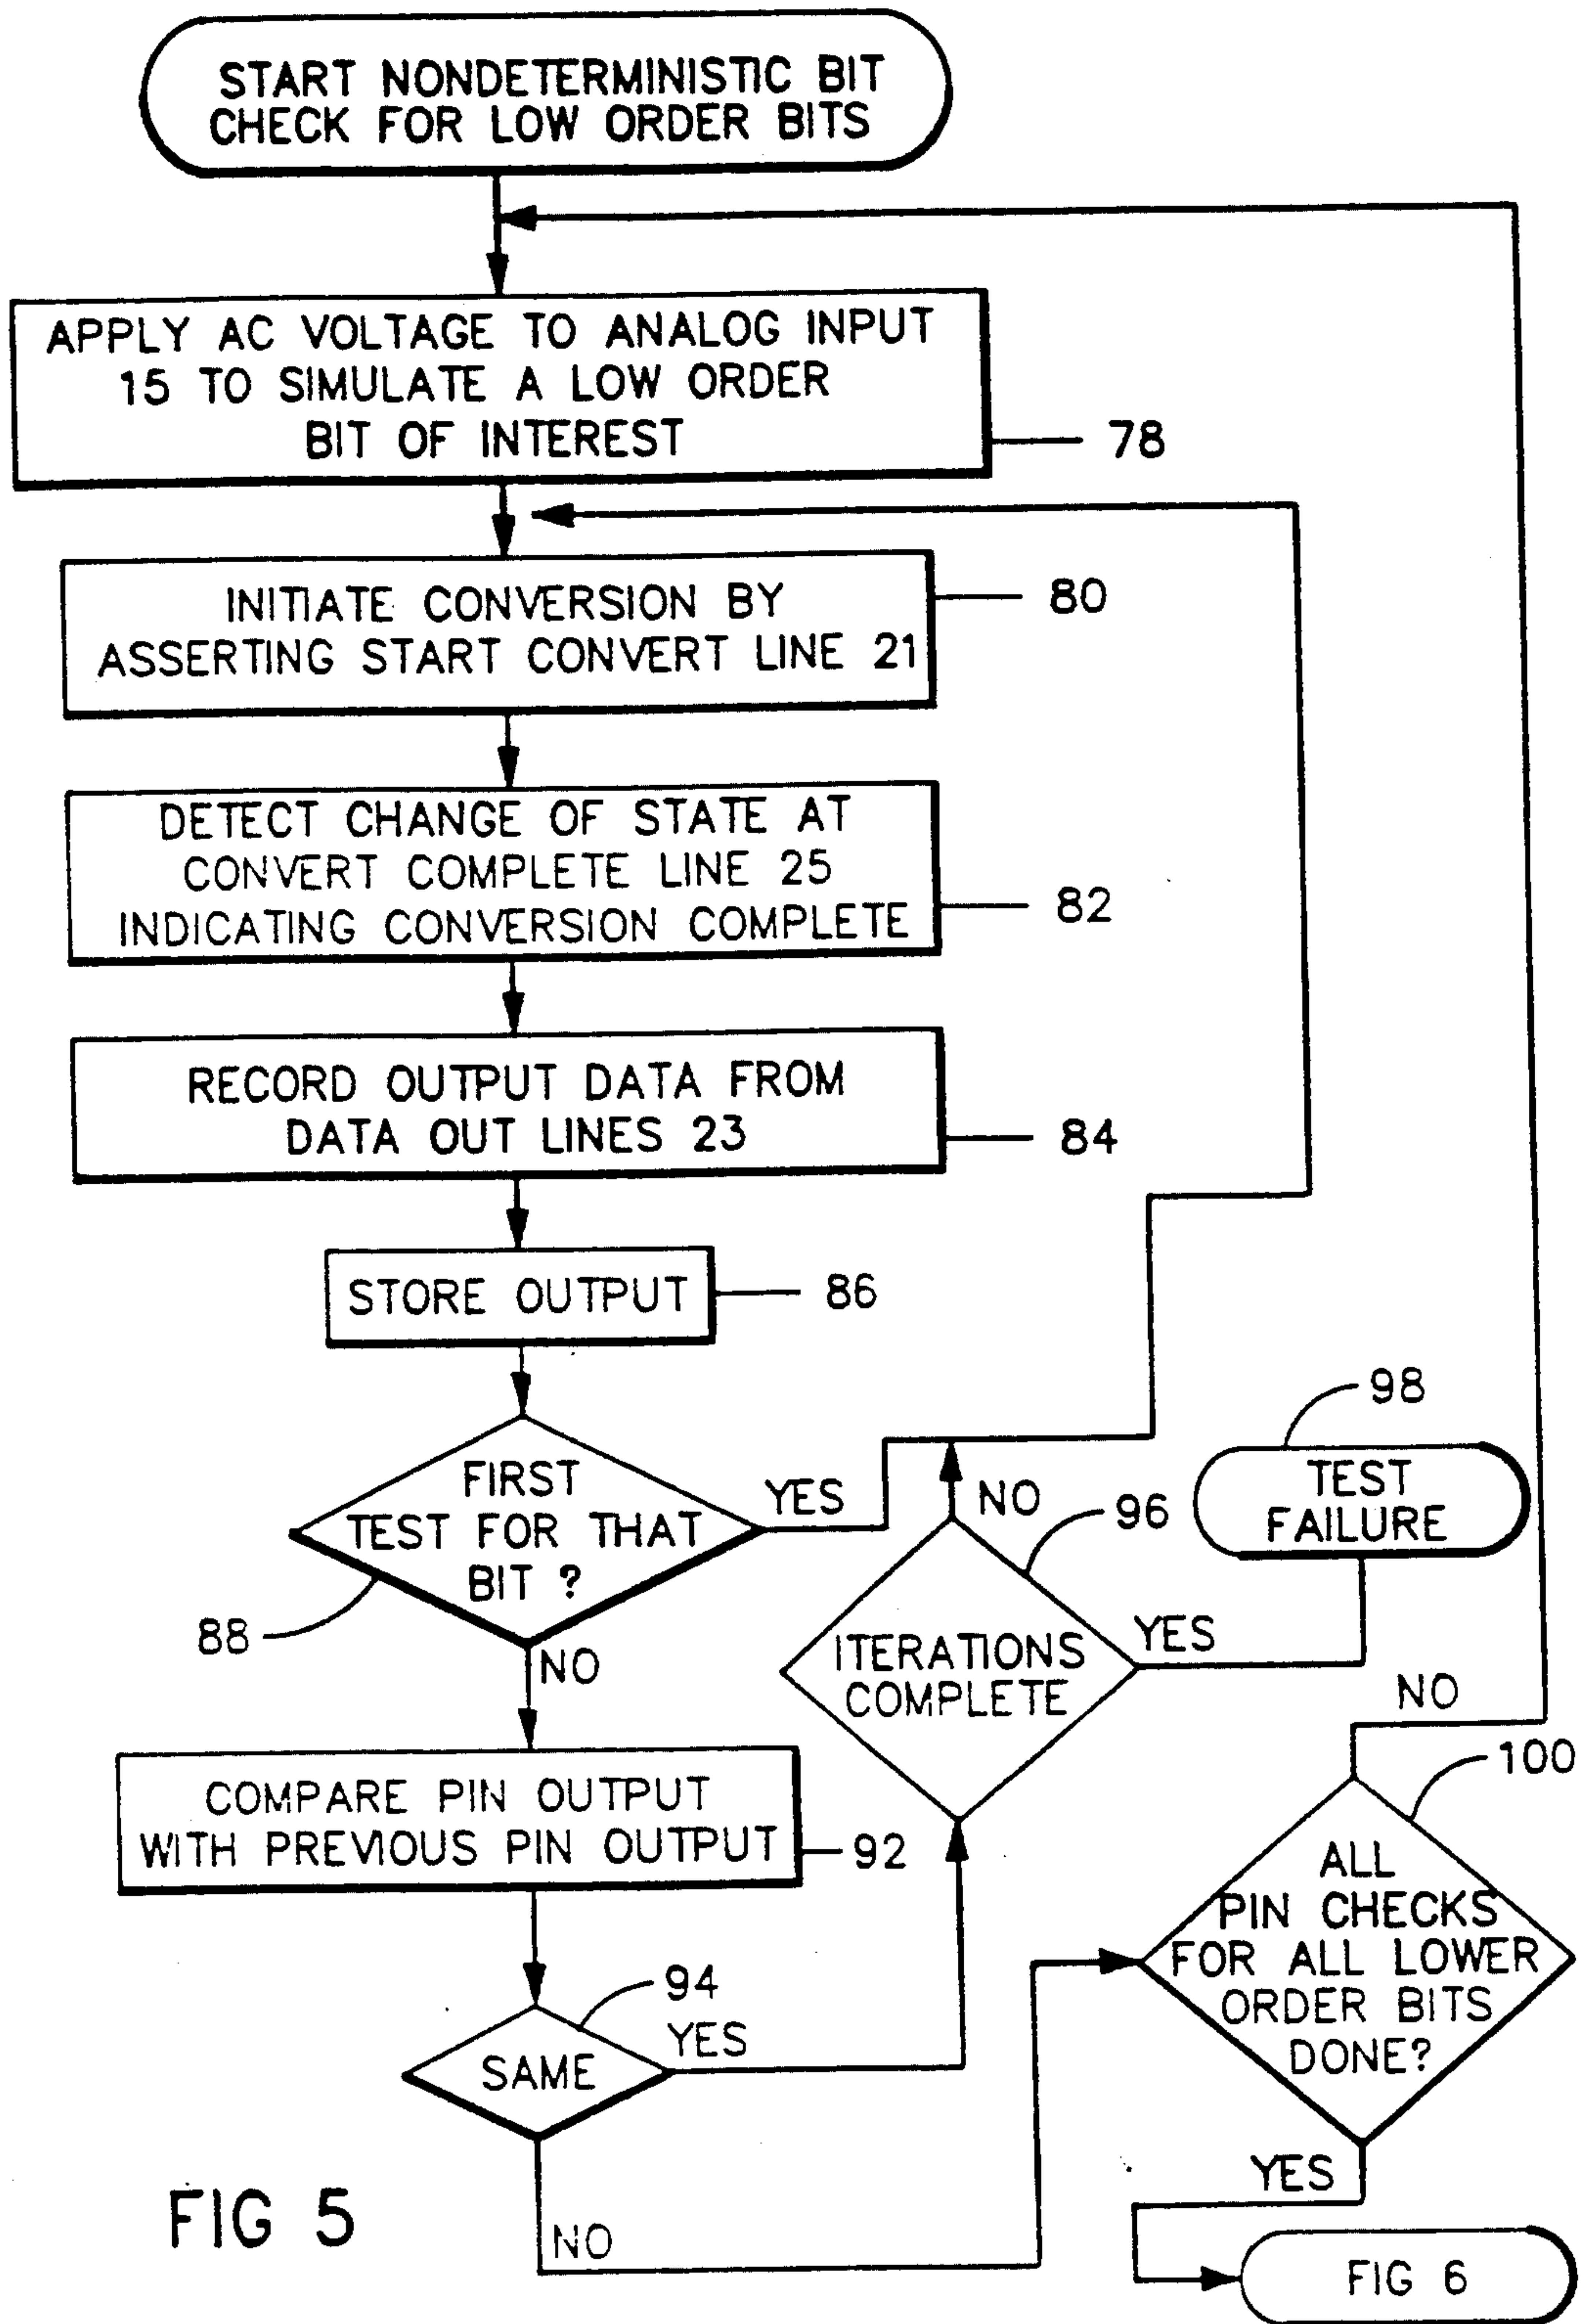 START NONDETERMINISTIC BIT
CHECK FOR LOW ORDER BITS
APPLY AC VOLTAGE TO ANALOG INPUT
15 TO SIMULATE A LOW ORDER
BIT OF INTEREST
78
INITIATE CONVERSION BY
ASSERTING START CONVERT LINE 21
80
DETECT CHANGE OF STATE AT
CONVERT COMPLETE LINE 25
INDICATING CONVERSION COMPLETE
82
RECORD OUTPUT DATA FROM
DATA OUT LINES 23
84
STORE OUTPUT
86
FIRST
TEST FOR THAT
BIT ?
88
YES
NO
NO
96
98
TEST
FAILURE
ITERATIONS
COMPLETE
YES
NO
COMPARE PIN OUTPUT
WITH PREVIOUS PIN OUTPUT
92
100
ALL
PIN CHECKS
FOR ALL LOWER
ORDER BITS
DONE?
94
SAME
YES
NO
YES
FIG 6
FIG 5